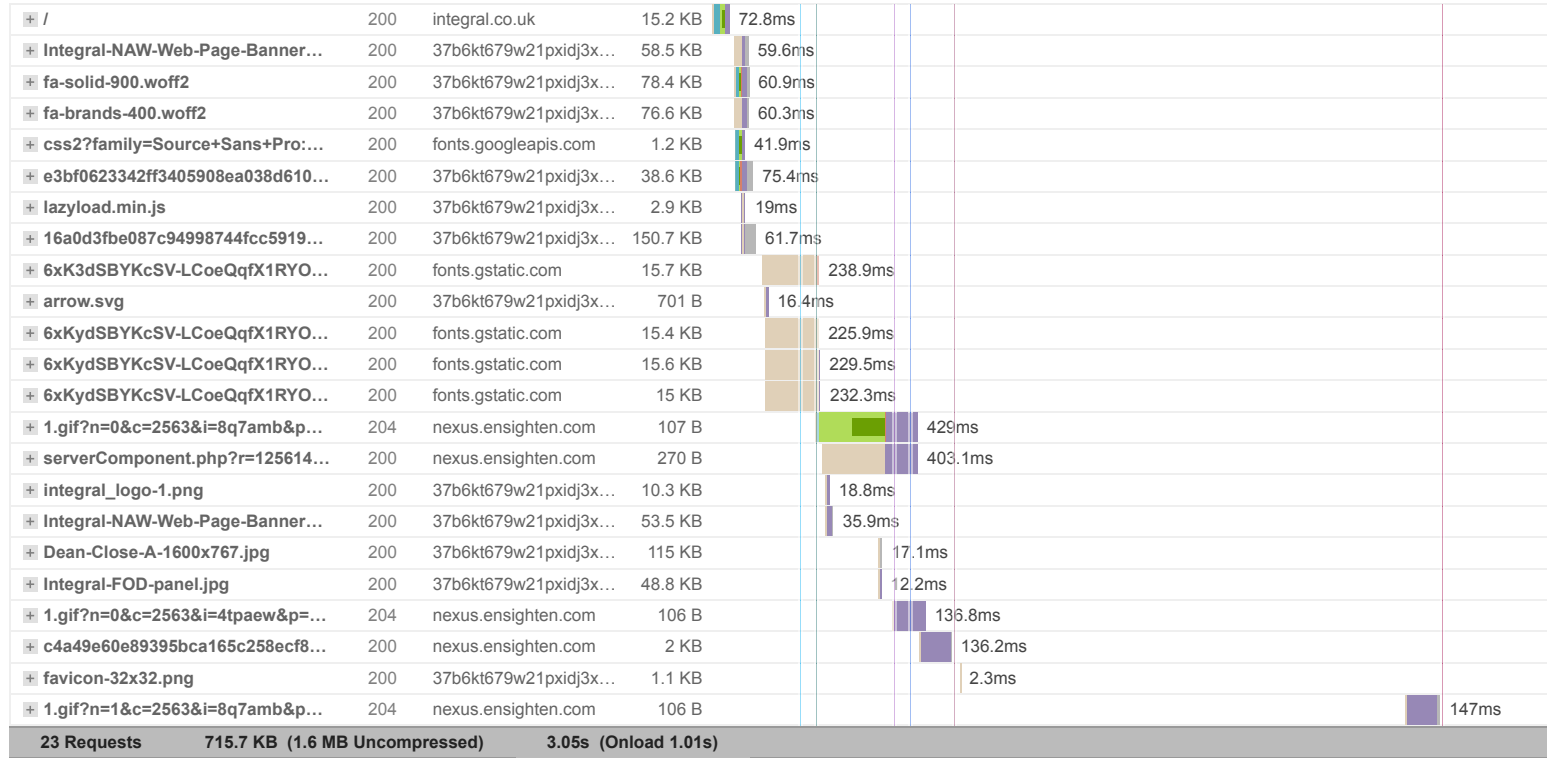 + / 200 integral.co.uk 15.2 KB 72.8ms
+ Integral-NAW-Web-Page-Banner… 200 37b6kt679w21pxidj3x… 58.5 KB 59.6ms
+ fa-solid-900.woff2 200 37b6kt679w21pxidj3x… 78.4 KB 60.9ms
+ fa-brands-400.woff2 200 37b6kt679w21pxidj3x… 76.6 KB 60.3ms
+ css2?family=Source+Sans+Pro:… 200 fonts.googleapis.com 1.2 KB 41.9ms
+ e3bf0623342ff3405908ea038d610… 200 37b6kt679w21pxidj3x… 38.6 KB 75.4ms
+ lazyload.min.js 200 37b6kt679w21pxidj3x… 2.9 KB 19ms
+ 16a0d3fbe087c94998744fcc5919… 200 37b6kt679w21pxidj3x… 150.7 KB 61.7ms
+ 6xK3dSBYKcSV-LCoeQqfX1RYO… 200 fonts.gstatic.com 15.7 KB 238.9ms
+ arrow.svg 200 37b6kt679w21pxidj3x… 701 B 16.4ms
+ 6xKydSBYKcSV-LCoeQqfX1RYO… 200 fonts.gstatic.com 15.4 KB 225.9ms
+ 6xKydSBYKcSV-LCoeQqfX1RYO… 200 fonts.gstatic.com 15.6 KB 229.5ms
+ 6xKydSBYKcSV-LCoeQqfX1RYO… 200 fonts.gstatic.com 15 KB 232.3ms
+ 1.gif?n=0&c=2563&i=8q7amb&p… 204 nexus.ensighten.com 107 B 429ms
+ serverComponent.php?r=125614… 200 nexus.ensighten.com 270 B 403.1ms
+ integral_logo-1.png 200 37b6kt679w21pxidj3x… 10.3 KB 18.8ms
+ Integral-NAW-Web-Page-Banner… 200 37b6kt679w21pxidj3x… 53.5 KB 35.9ms
+ Dean-Close-A-1600x767.jpg 200 37b6kt679w21pxidj3x… 115 KB 17.1ms
+ Integral-FOD-panel.jpg 200 37b6kt679w21pxidj3x… 48.8 KB 12.2ms
+ 1.gif?n=0&c=2563&i=4tpaew&p=… 204 nexus.ensighten.com 106 B 136.8ms
+ c4a49e60e89395bca165c258ecf8… 200 nexus.ensighten.com 2 KB 136.2ms
+ favicon-32x32.png 200 37b6kt679w21pxidj3x… 1.1 KB 2.3ms
+ 1.gif?n=1&c=2563&i=8q7amb&p… 204 nexus.ensighten.com 106 B 147ms
23 Requests 715.7 KB (1.6 MB Uncompressed) 3.05s (Onload 1.01s)